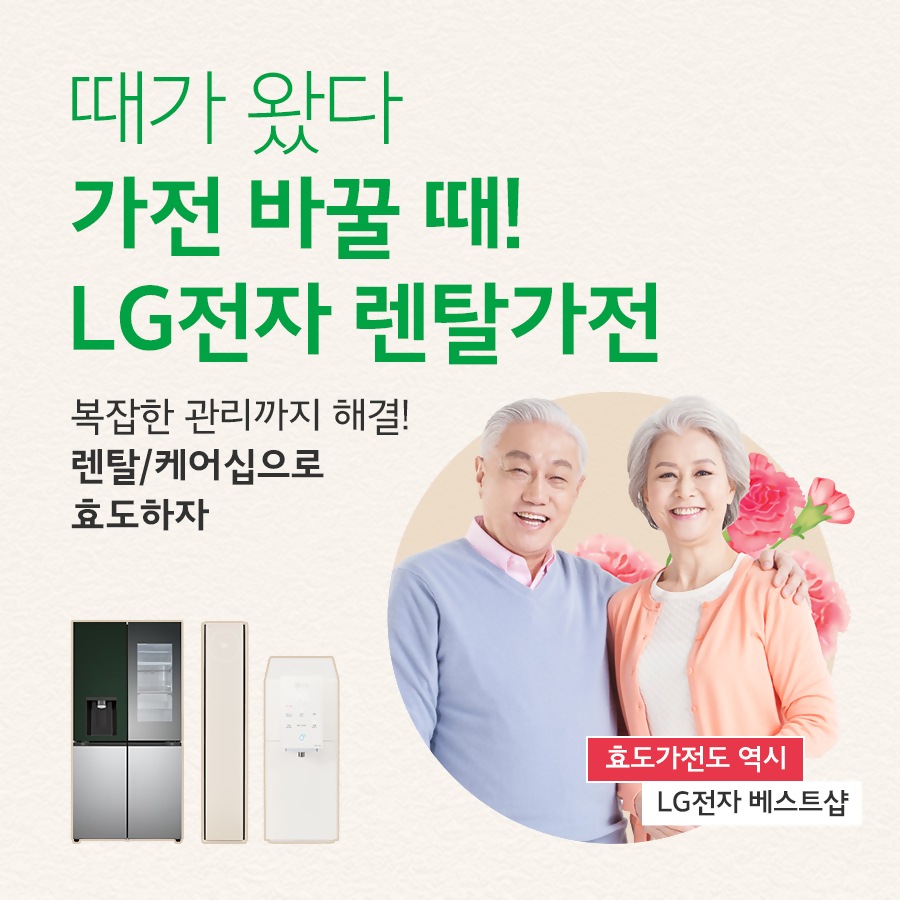 때가 왔다
가전 바꿀 때!
LG전자 렌탈가전
복잡한 관리까지 해결!
렌탈/케어십으로
효도하자
효도가전도 역시
LG전자 베스트샵